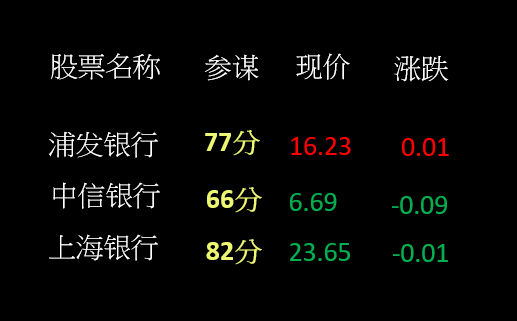 股票名称 参谋 现价 涨跌
浦发银行 77分 16.23 0.01
中信银行 66分 6.69 -0.09
上海银行 82分 23.65 -0.01